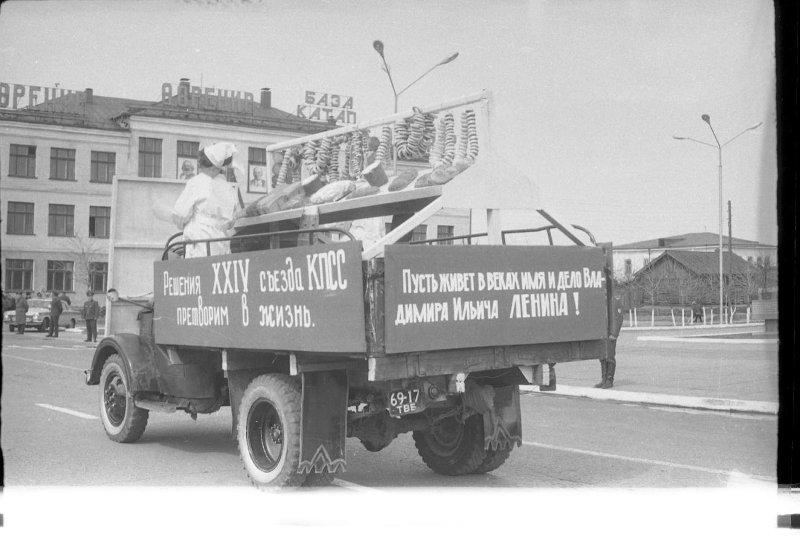 БАЗА
КАТАП
Решения XXIV съезда КПСС
претворим в жизнь.
Пусть живет в веках имя и дело Вла-
димира Ильича ЛЕНИНА!
69-17
ТВЕ